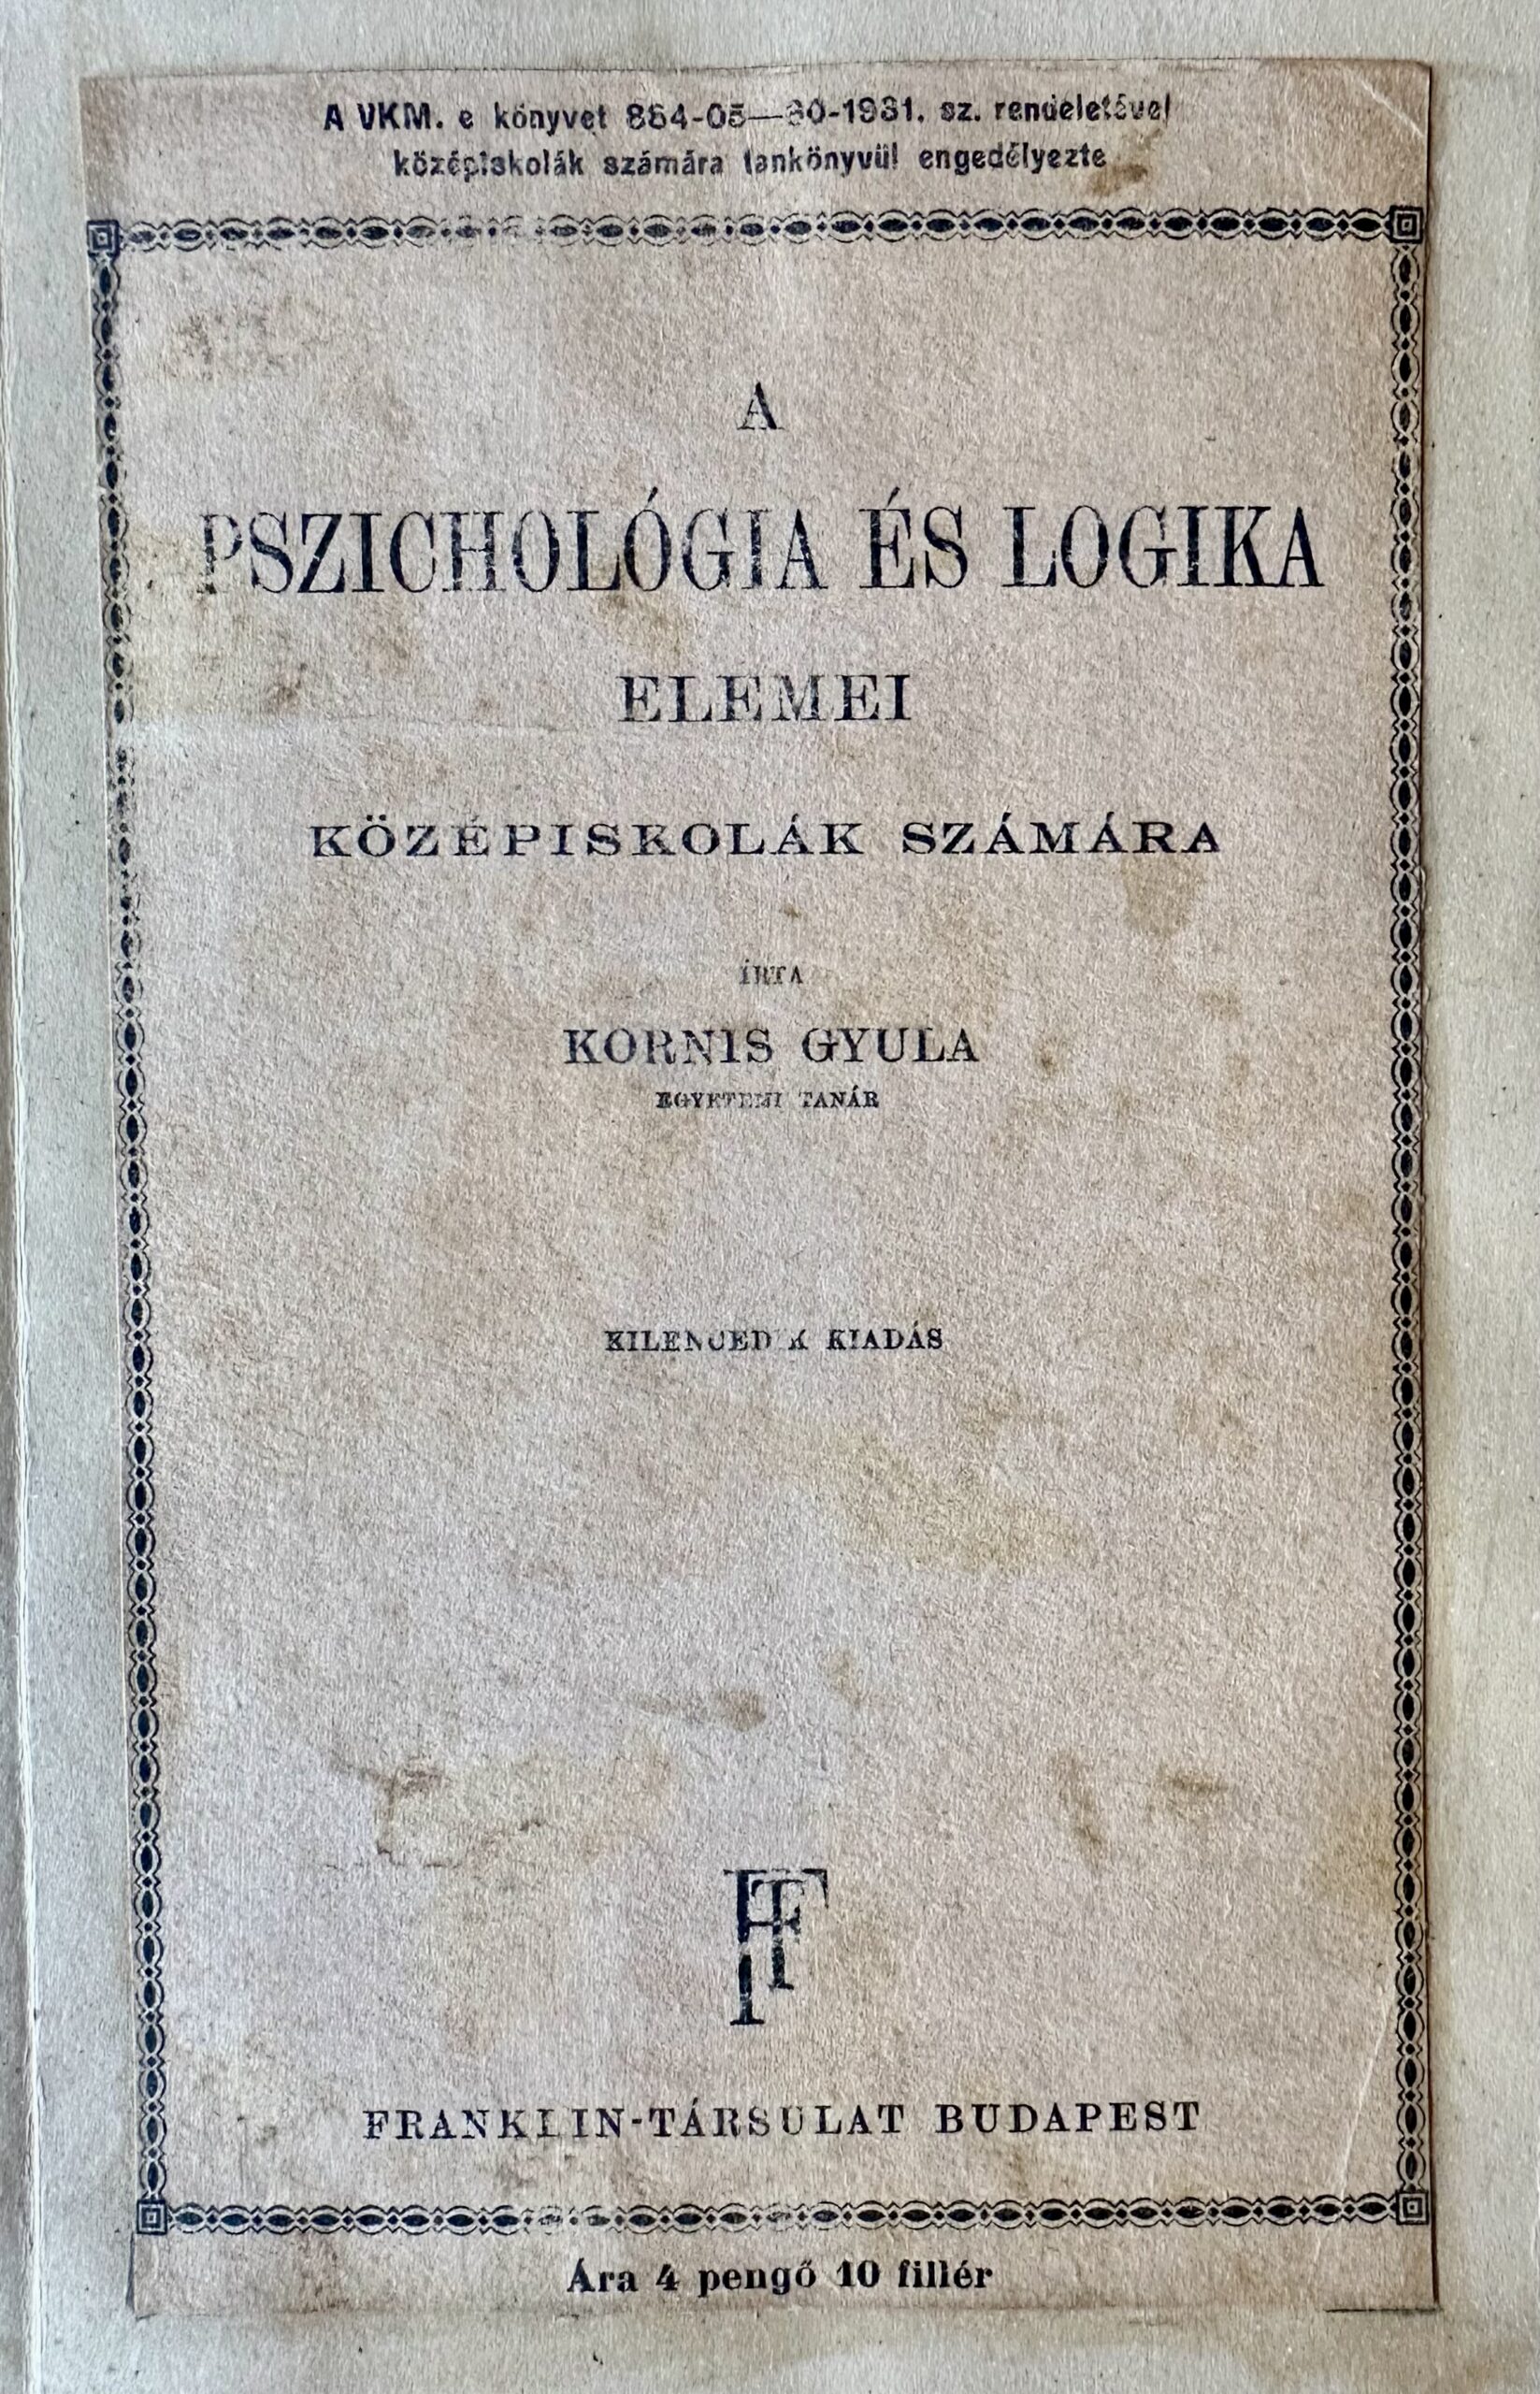 A VKM. e könyvet 884-05—30-1931. sz. rendeletével
középiskolák számára tankönyvül engedélyezte
A
PSZICHOLÓGIA ÉS LOGIKA
ELEMEI
KÖZÉPISKOLÁK SZÁMÁRA
ÍRTA
KORNIS GYULA
EGYETEMI TANÁR
KILENCEDIK KIADÁS
FT
FRANKLIN-TÁRSULAT BUDAPEST
Ára 4 pengő 10 fillér